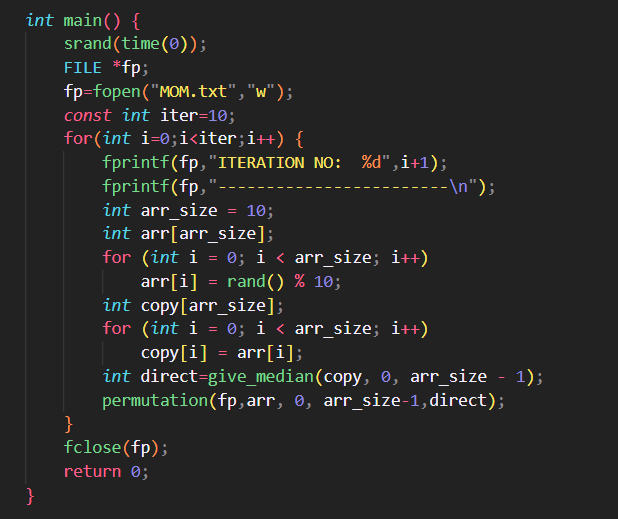 int main() {
srand(time(0));
FILE *fp;
fp=fopen("MOM.txt","w");
const int iter=10;
for(int i=0;i<iter;i++) {
fprintf(fp,"ITERATION NO:  %d",i+1);
fprintf(fp,"------------------------\n");
int arr_size = 10;
int arr[arr_size];
for (int i = 0; i < arr_size; i++)
arr[i] = rand() % 10;
int copy[arr_size];
for (int i = 0; i < arr_size; i++)
copy[i] = arr[i];
int direct=give_median(copy, 0, arr_size - 1);
permutation(fp,arr, 0, arr_size-1,direct);
}
fclose(fp);
return 0;
}